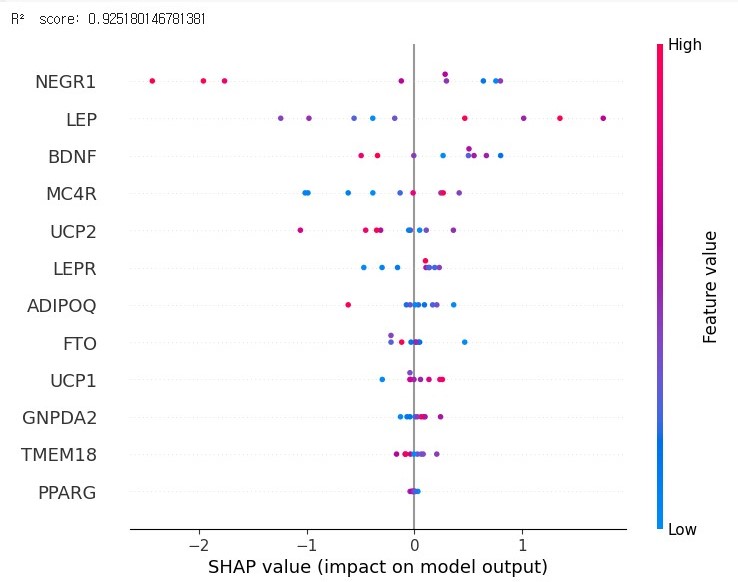 R² score: 0.925180146781381
High
NEGR1
LEP
BDNF
MC4R
UCP2
LEPR
ADIPOQ
FTO
UCP1
GNPDA2
TMEM18
PPARG
Feature value
Low
−2 −1 0 1
SHAP value (impact on model output)